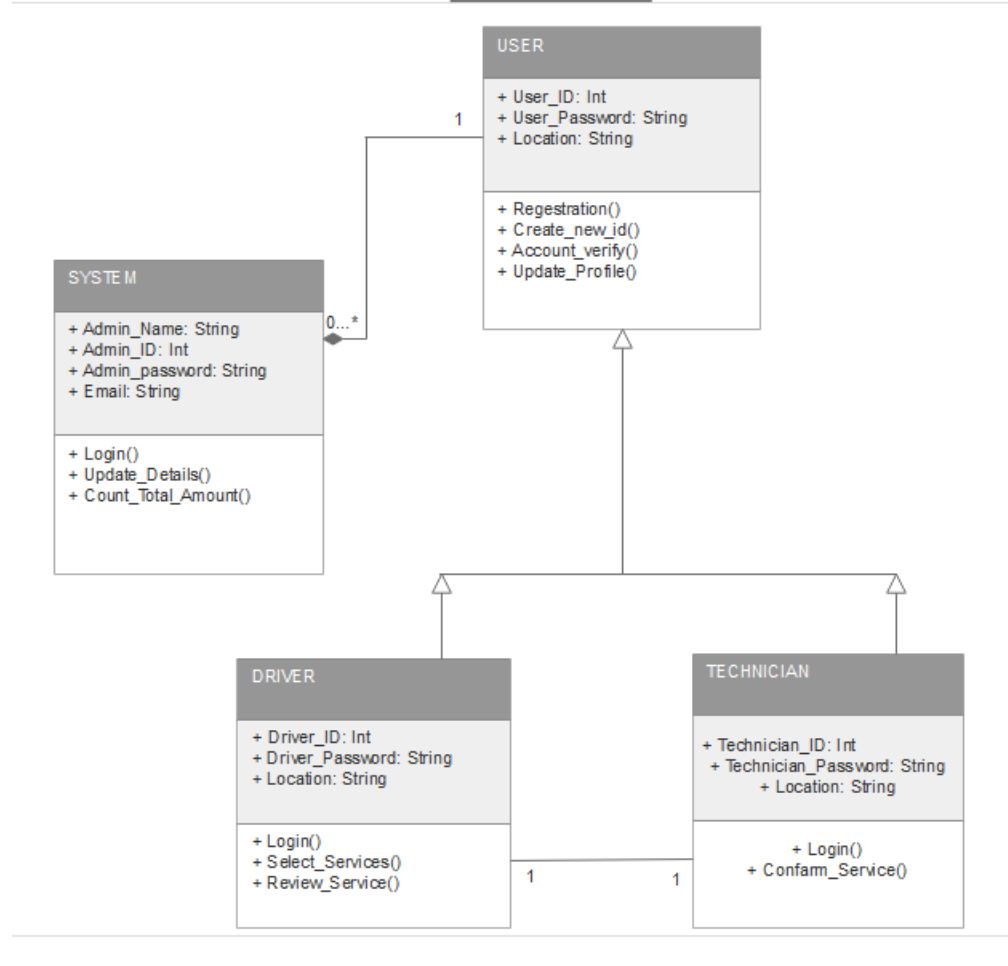 USER
+ User_ID: Int
+ User_Password: String
+ Location: String
+ Regestration()
+ Create_new_id()
+ Account_verify()
+ Update_Profile()
1
0...*
SYSTEM
+ Admin_Name: String
+ Admin_ID: Int
+ Admin_password: String
+ Email: String
+ Login()
+ Update_Details()
+ Count_Total_Amount()
DRIVER
+ Driver_ID: Int
+ Driver_Password: String
+ Location: String
+ Login()
+ Select_Services()
+ Review_Service()
1
1
TECHNICIAN
+ Technician_ID: Int
+ Technician_Password: String
+ Location: String
+ Login()
+ Confarm_Service()